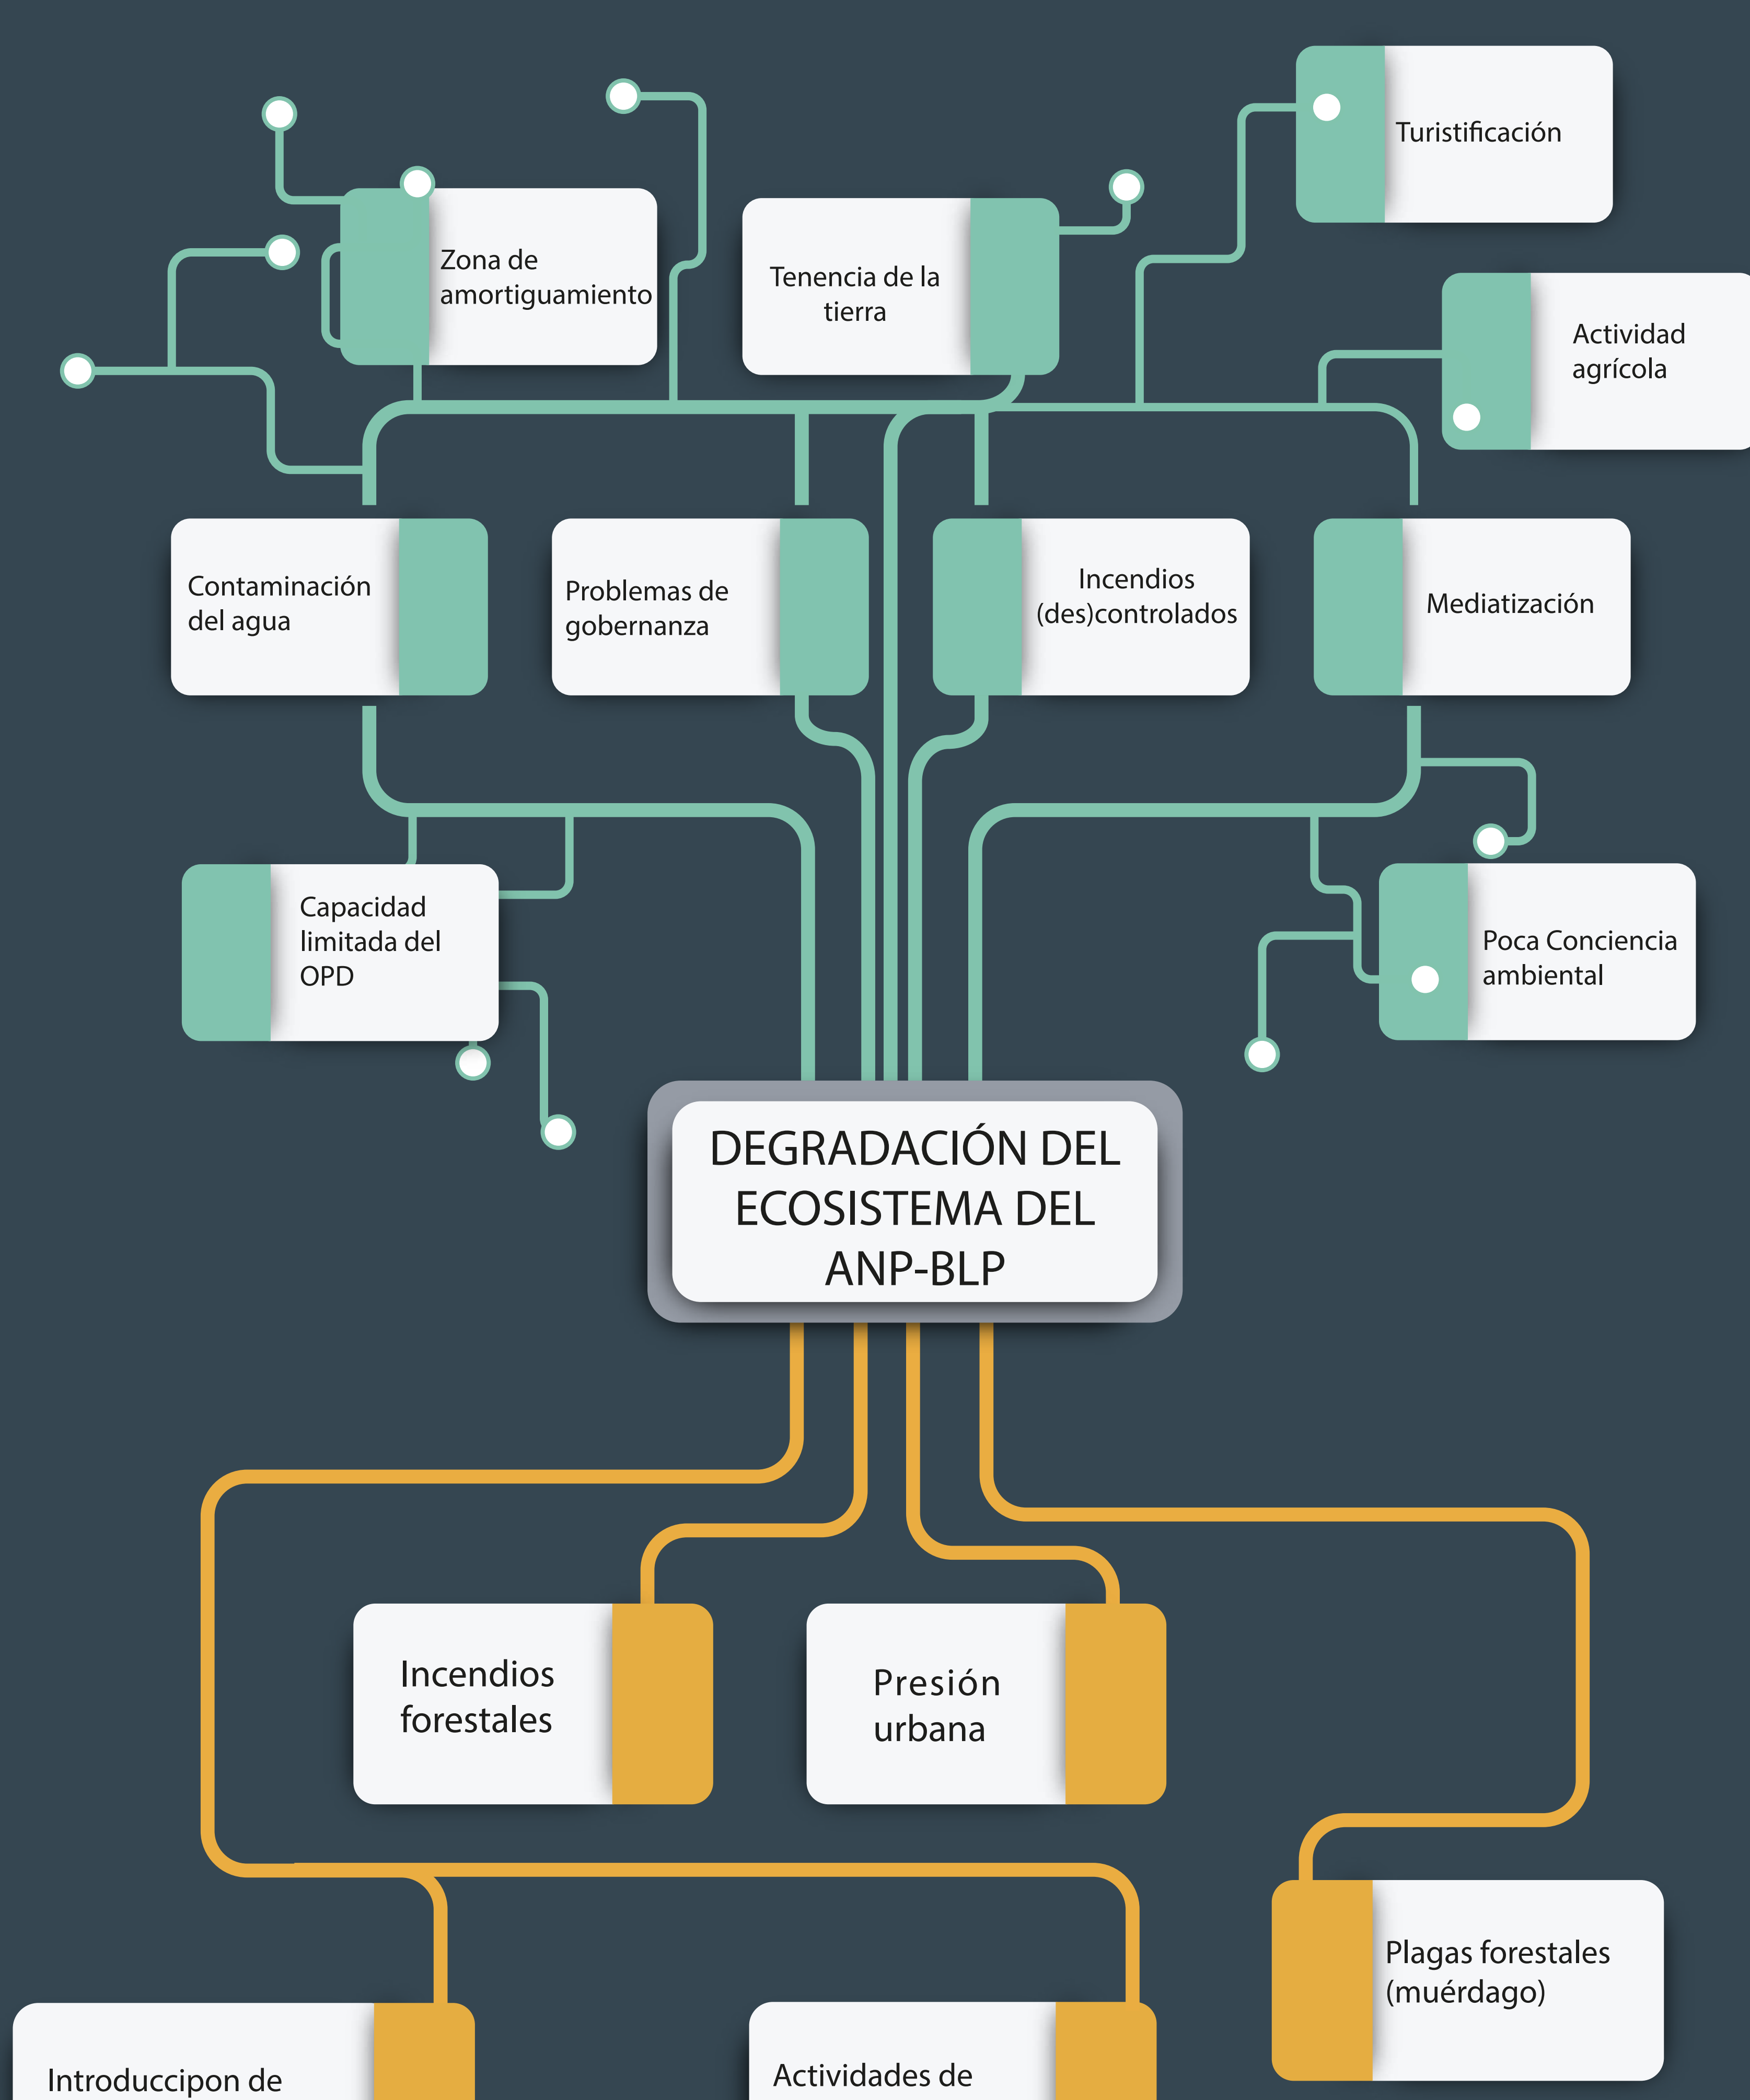 Turistificación
Zona de
amortiguamiento
Tenencia de la
tierra
Actividad
agrícola
Contaminación
del agua
Problemas de
gobernanza
Incendios
(des)controlados
Mediatización
Capacidad
limitada del
OPD
Poca Conciencia
ambiental
DEGRADACIÓN DEL
ECOSISTEMA DEL
ANP-BLP
Incendios
forestales
Presión
urbana
Plagas forestales
(muérdago)
Introduccipon de
Actividades de